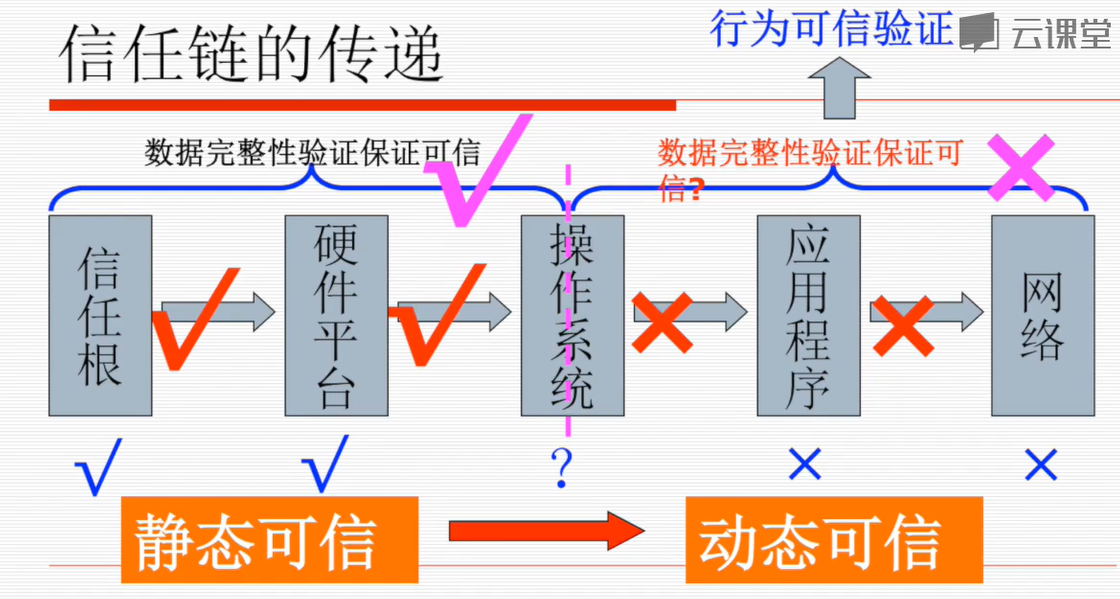 信任链的传递
行为可信验证
云课堂
数据完整性验证保证可信
数据完整性验证保证可
信?
信任根
硬件平台
操作系统
应用程序
网络
√
√
?
×
×
静态可信
动态可信